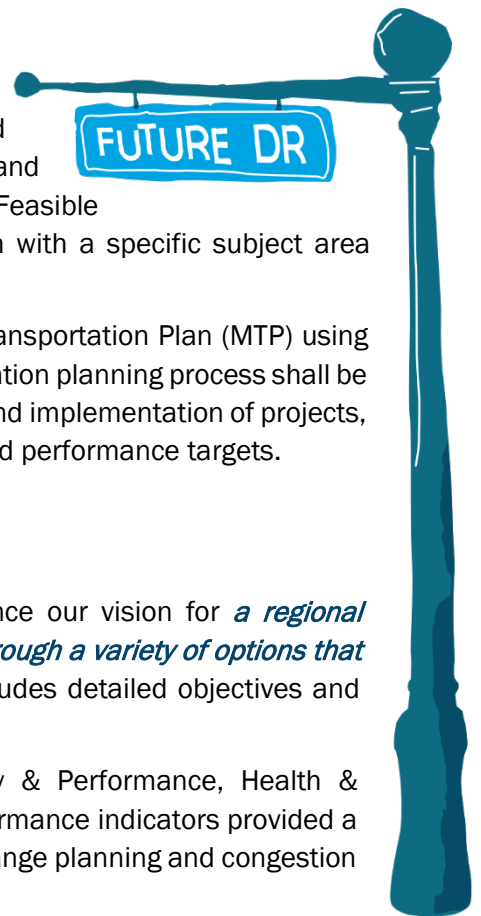 FUTURE DR
and
Feasible
with a specific subject area
ansportation Plan (MTP) using
ation planning process shall be
nd implementation of projects,
d performance targets.
nce our vision for a regional
rough a variety of options that
udes detailed objectives and
& Performance, Health &
rmance indicators provided a
ange planning and congestion